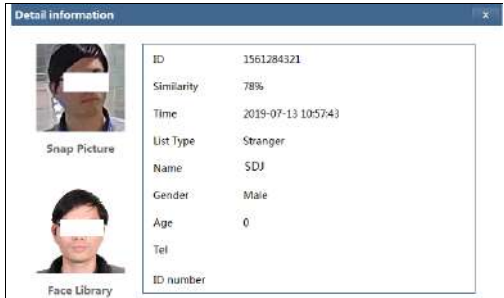 Detail information x
ID 1561284321
Similarity 78%
Time 2019-07-13 10:57:43
List Type Stranger
Snap Picture
Name SDJ
Gender Male
Age 0
Tel
ID number
Face Library